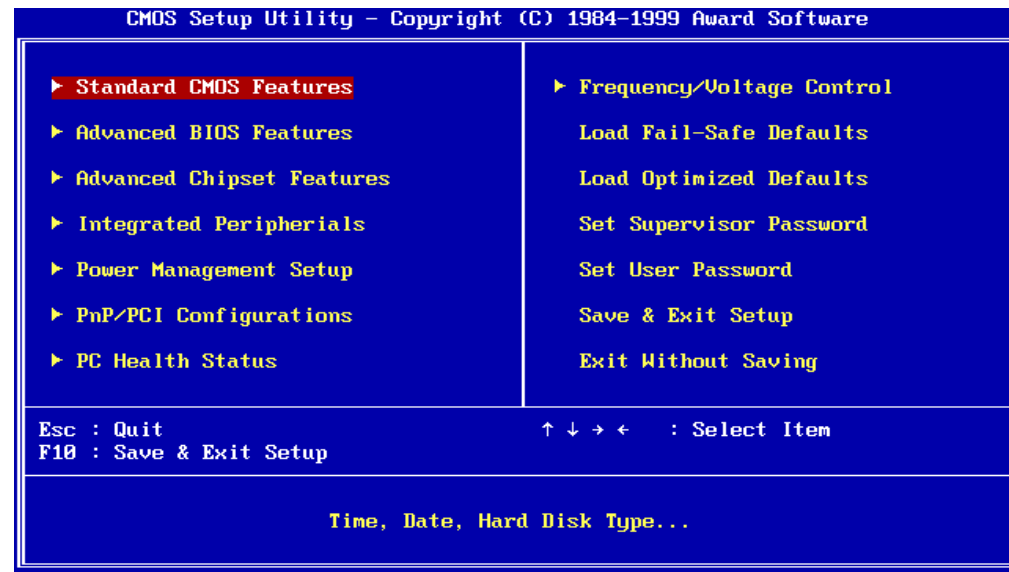 CMOS Setup Utility - Copyright (C) 1984-1999 Award Software
► Standard CMOS Features
► Advanced BIOS Features
► Advanced Chipset Features
► Integrated Peripherials
► Power Management Setup
► PnP/PCI Configurations
► PC Health Status
► Frequency/Voltage Control
Load Fail-Safe Defaults
Load Optimized Defaults
Set Supervisor Password
Set User Password
Save & Exit Setup
Exit Without Saving
Esc : Quit
F10 : Save & Exit Setup
↑ ↓ → ← : Select Item
Time, Date, Hard Disk Type...